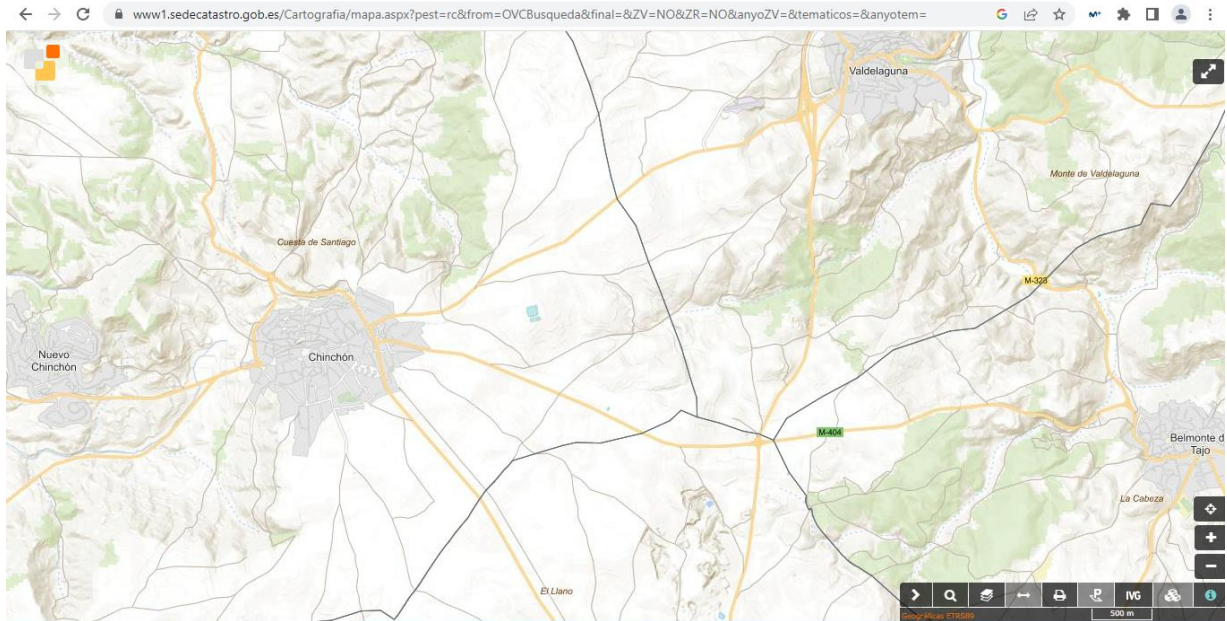 www1.sedecatastro.gob.es/Cartografia/mapa.aspx?pest=rc&from=OVCBusqueda&final=&ZV=NO&ZR=NO&anyoZV=&tematicos=&anyotem=
Valdelaguna
Monte de Valdelaguna
Cuesta de Santiago
M-328
Nuevo
Chinchón
Chinchón
M-404
Belmonte d
Tajo
La Cabeza
El Llano
IVG
Geográficas ETRS89
500 m